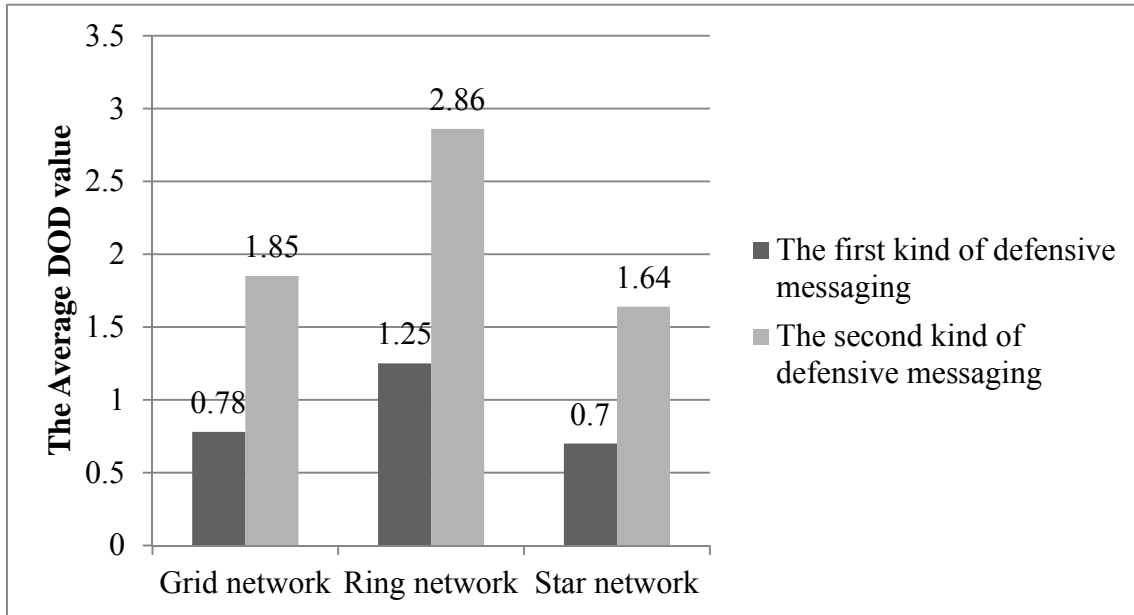 The Average DOD value
3.5
3
2.5
2
1.5
1
0.5
0
0.78
1.85
1.25
2.86
0.7
1.64
Grid network
Ring network
Star network
The first kind of defensive
messaging
The second kind of
defensive messaging